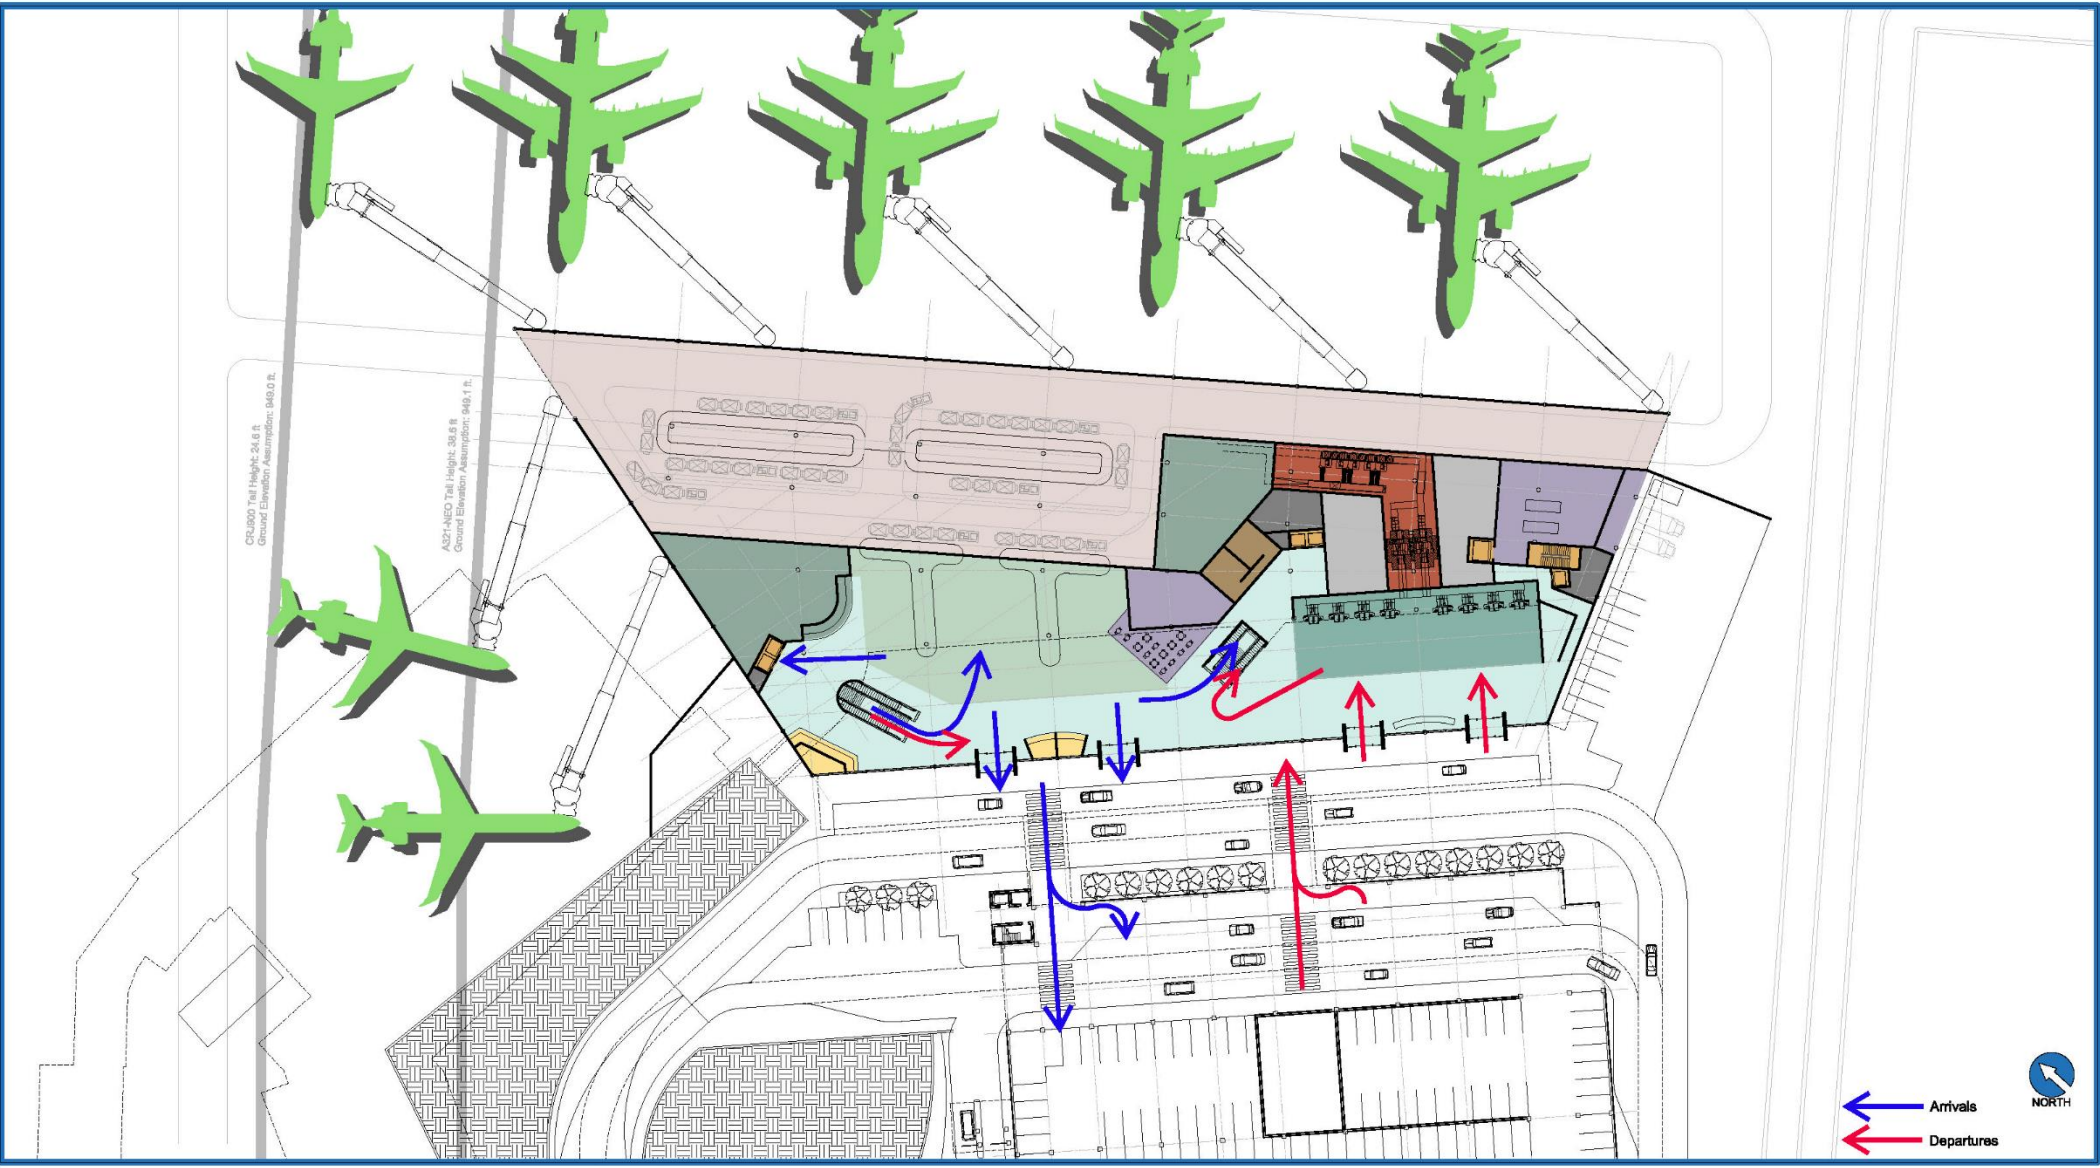 CRJ900 Tail Height: 24.6 ft
Ground Elevation Assumption: 949.0 ft.
A321-NEO Tail Height: 38.6 ft
Ground Elevation Assumption: 949.1 ft.
NORTH
Arrivals
Departures